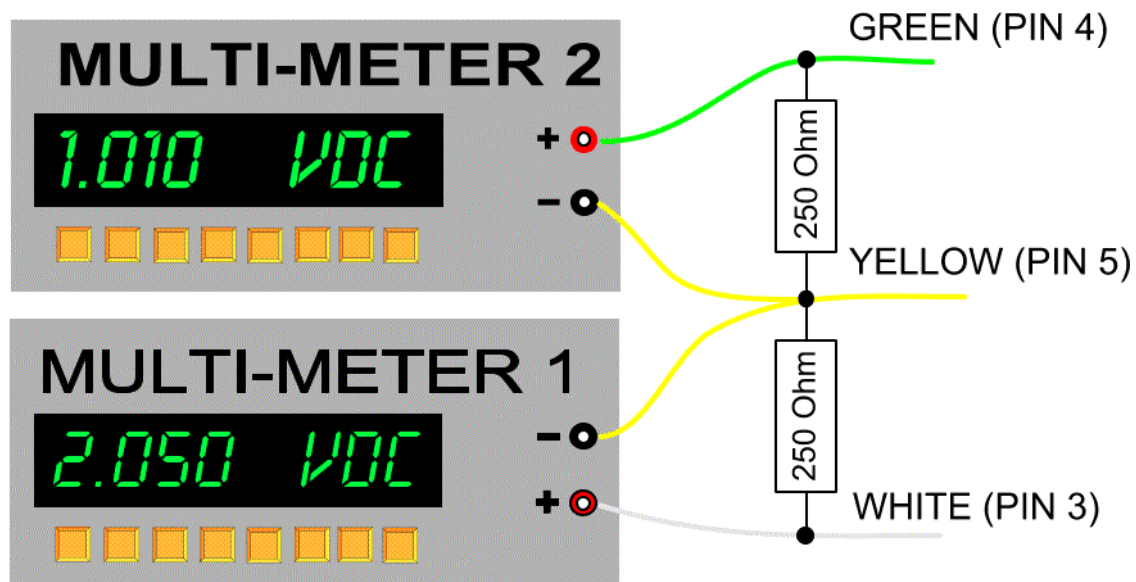 MULTI-METER 2
1.010 VDC
+
-
GREEN (PIN 4)
250 Ohm
YELLOW (PIN 5)
MULTI-METER 1
2.050 VDC
-
+
250 Ohm
WHITE (PIN 3)